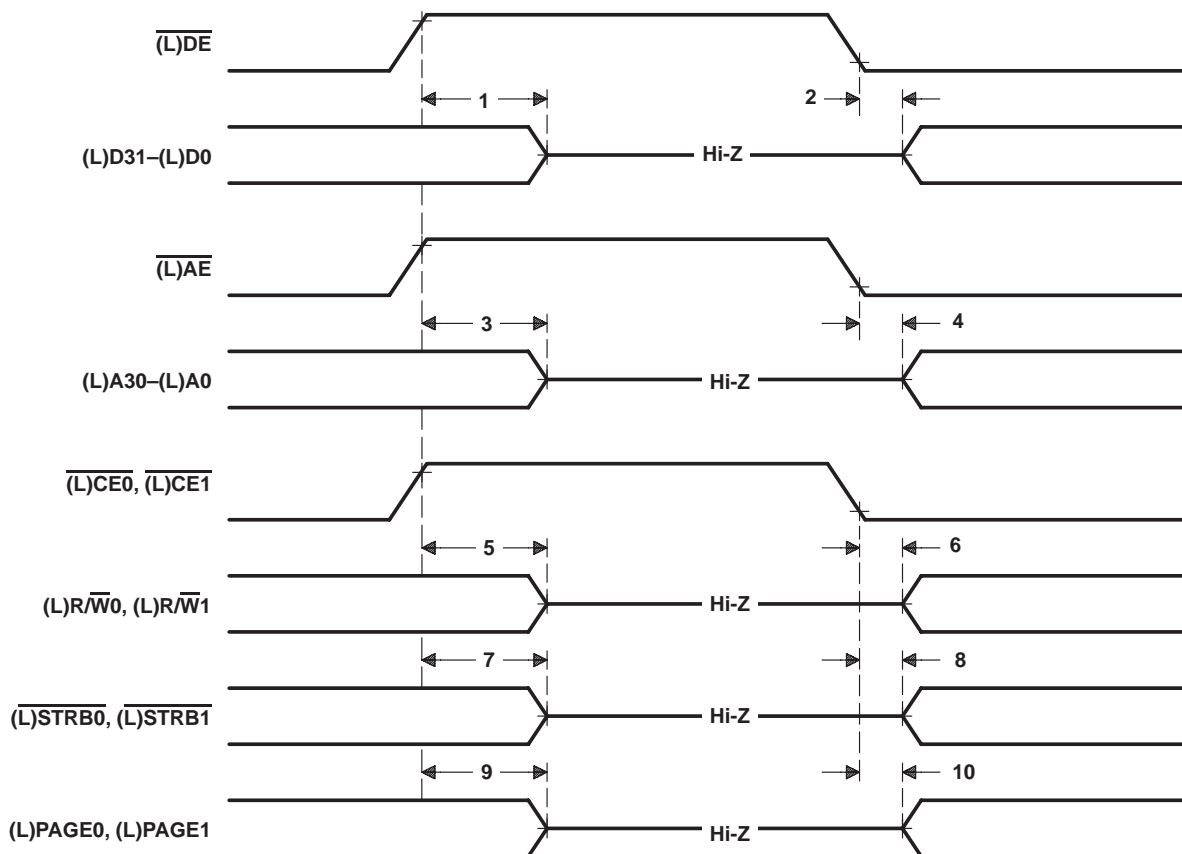 (L)DE
1
2
(L)D31–(L)D0
Hi-Z
(L)AE
3
4
(L)A30–(L)A0
Hi-Z
(L)CE0, (L)CE1
5
6
(L)R/W0, (L)R/W1
Hi-Z
7
8
(L)STRB0, (L)STRB1
Hi-Z
9
10
(L)PAGE0, (L)PAGE1
Hi-Z